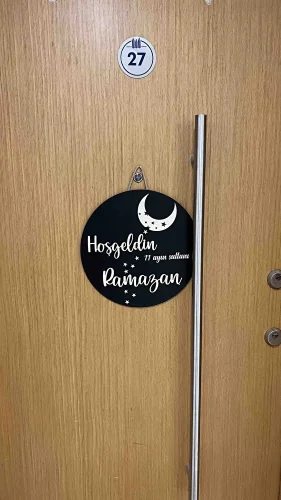 27
Hoşgeldin
11 ayın sultanı
Ramazan